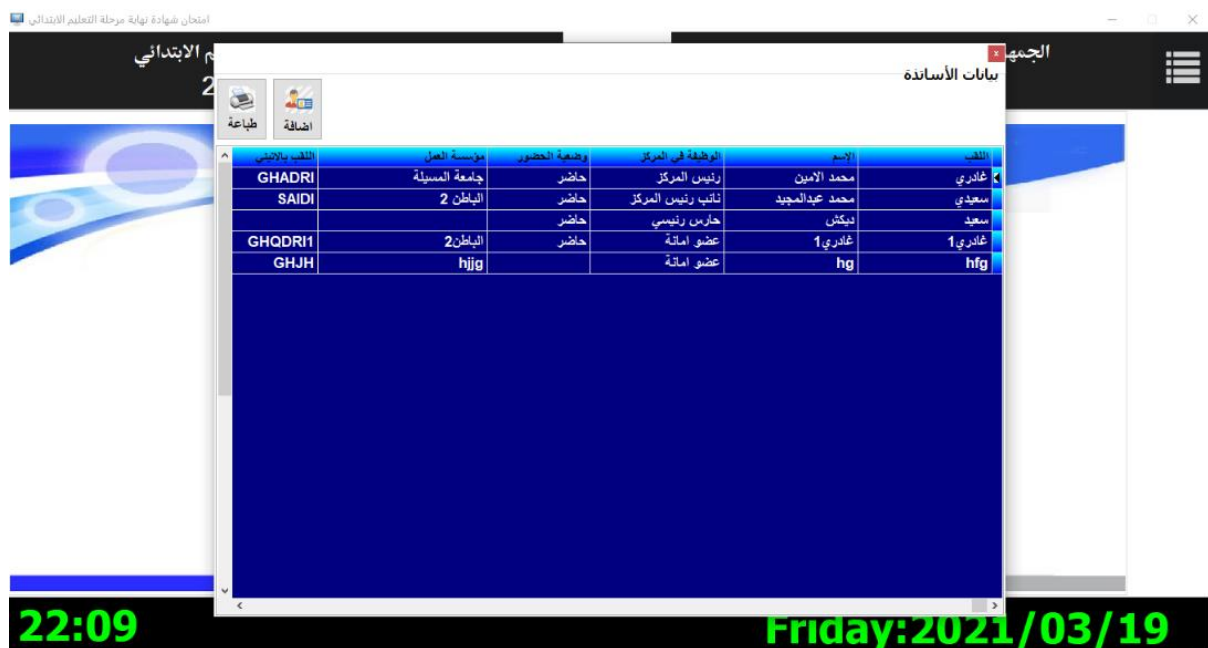 امتحان شهادة نهاية مرحلة التعليم الابتدائي
الجمه
م الابتدائي
2
بيانات الأساتذة
اضافة
طباعة
اللقب الإسم الوظيفة في المركز وضعية الحضور مؤسسة العمل اللقب بالاتيني
غادري محمد الامين رئيس المركز حاضر جامعة المسيلة GHADRI
سعيدي محمد عبدالمجيد نائب رئيس المركز حاضر الباطن 2 SAIDI
سعيد ديكش حارس رئيسي حاضر
غادري1 غادري1 عضو امانة حاضر الباطن2 GHQDRI1
hfg hg عضو امانة hjjg GHJH
22:09
Friday:2021/03/19